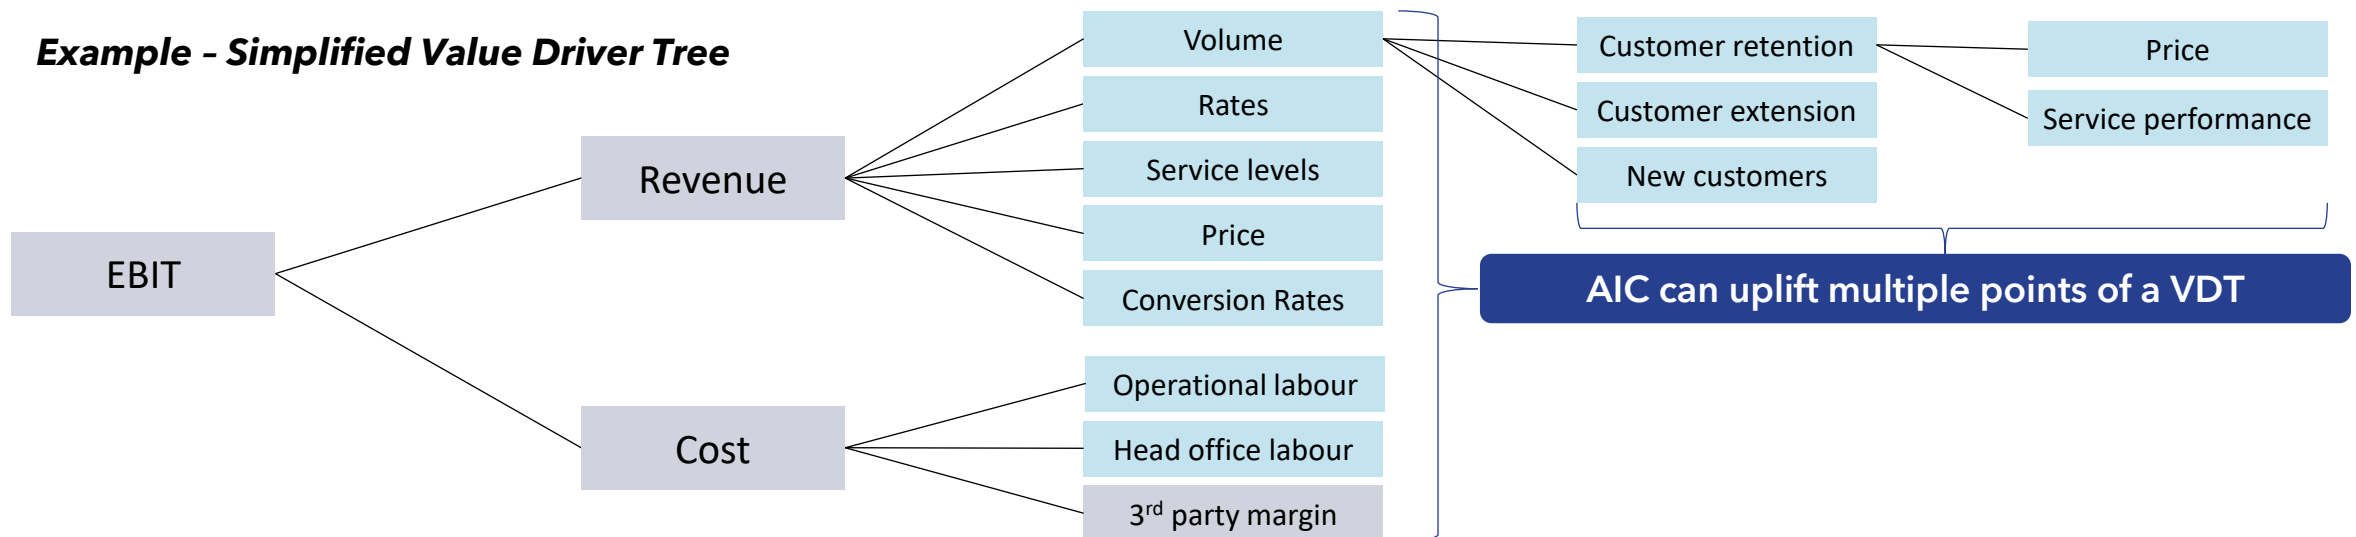 Example – Simplified Value Driver Tree
EBIT
Revenue
Cost
Volume
Rates
Service levels
Price
Conversion Rates
Operational labour
Head office labour
3rd party margin
Customer retention
Customer extension
New customers
Price
Service performance
AIC can uplift multiple points of a VDT